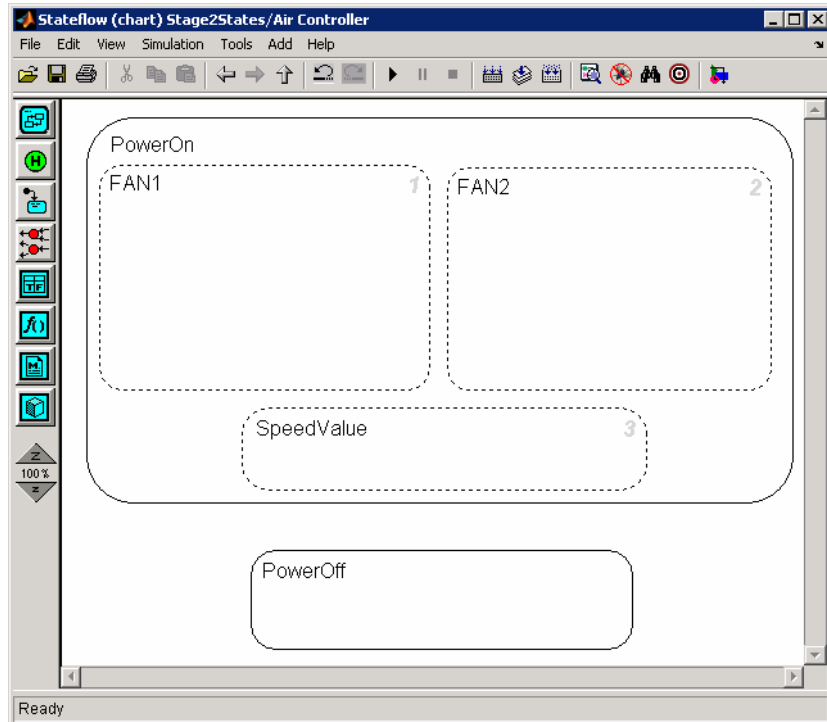 Stateflow (chart) Stage2States/Air Controller
File Edit View Simulation Tools Add Help
PowerOn
FAN1 1
FAN2 2
SpeedValue 3
PowerOff
H
TF
f()
M
Z
100%
Z
Ready